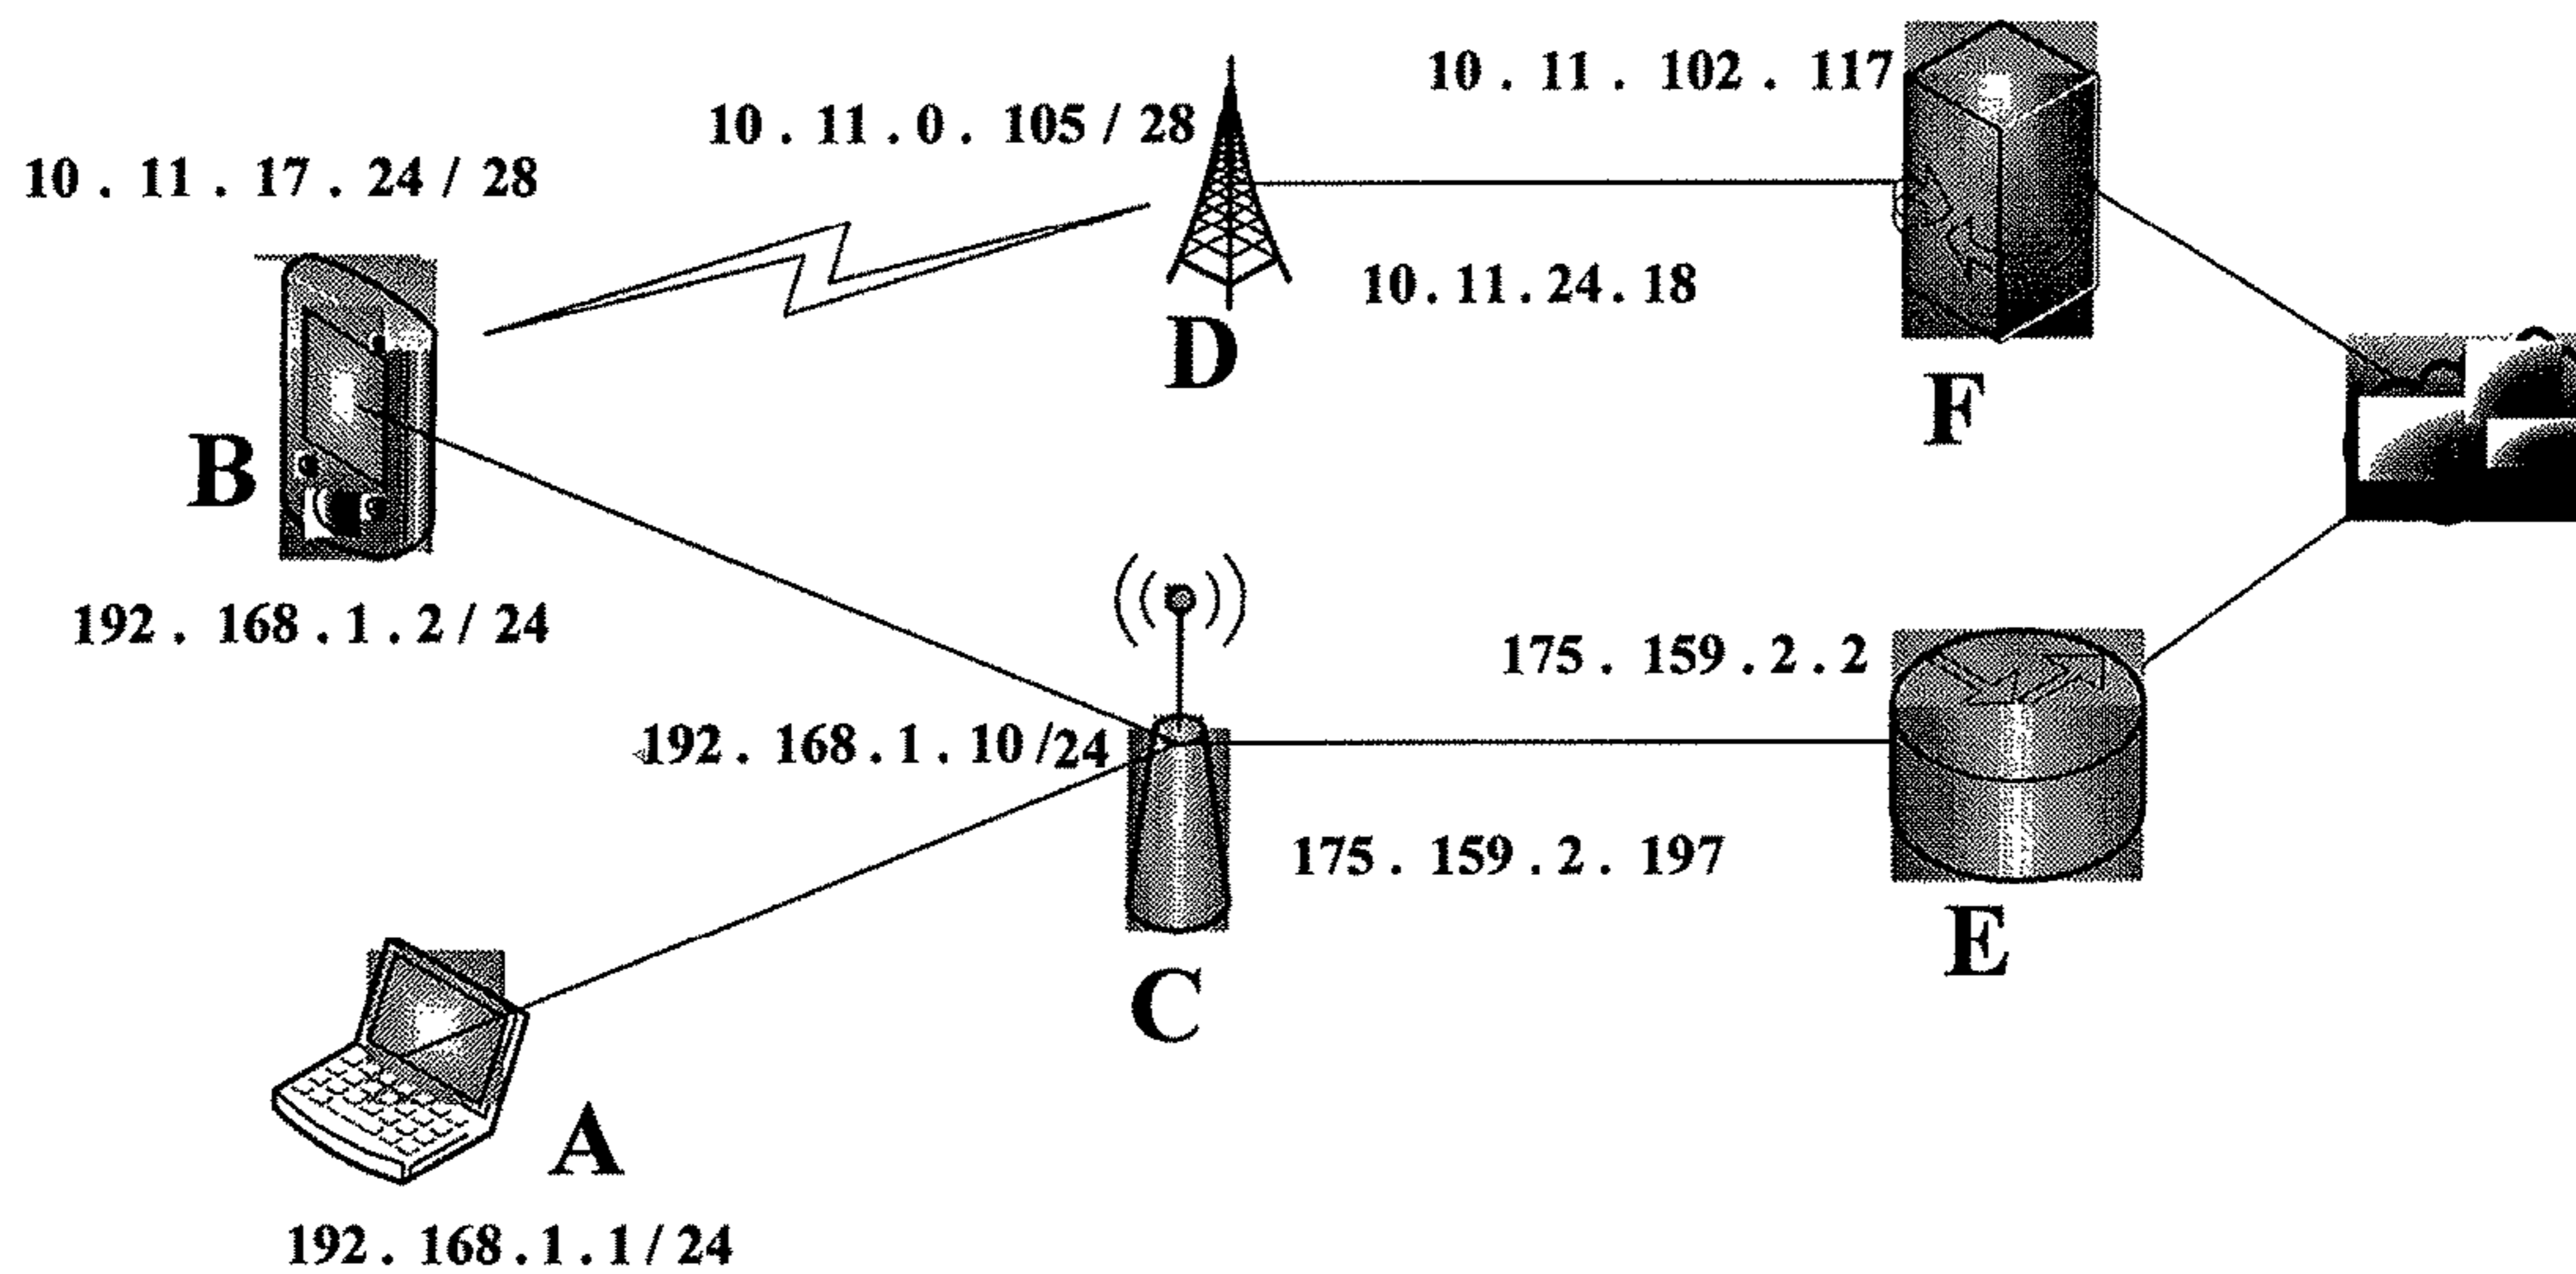 10 . 11 . 102 . 117
10 . 11 . 0 . 105 / 28
10 . 11 . 17 . 24 / 28
10 . 11 . 24 . 18
D
F
B
192 . 168 . 1 . 2 / 24
175 . 159 . 2 . 2
192 . 168 . 1 . 10 /24
175 . 159 . 2 . 197
E
C
A
192 . 168 . 1 . 1 / 24